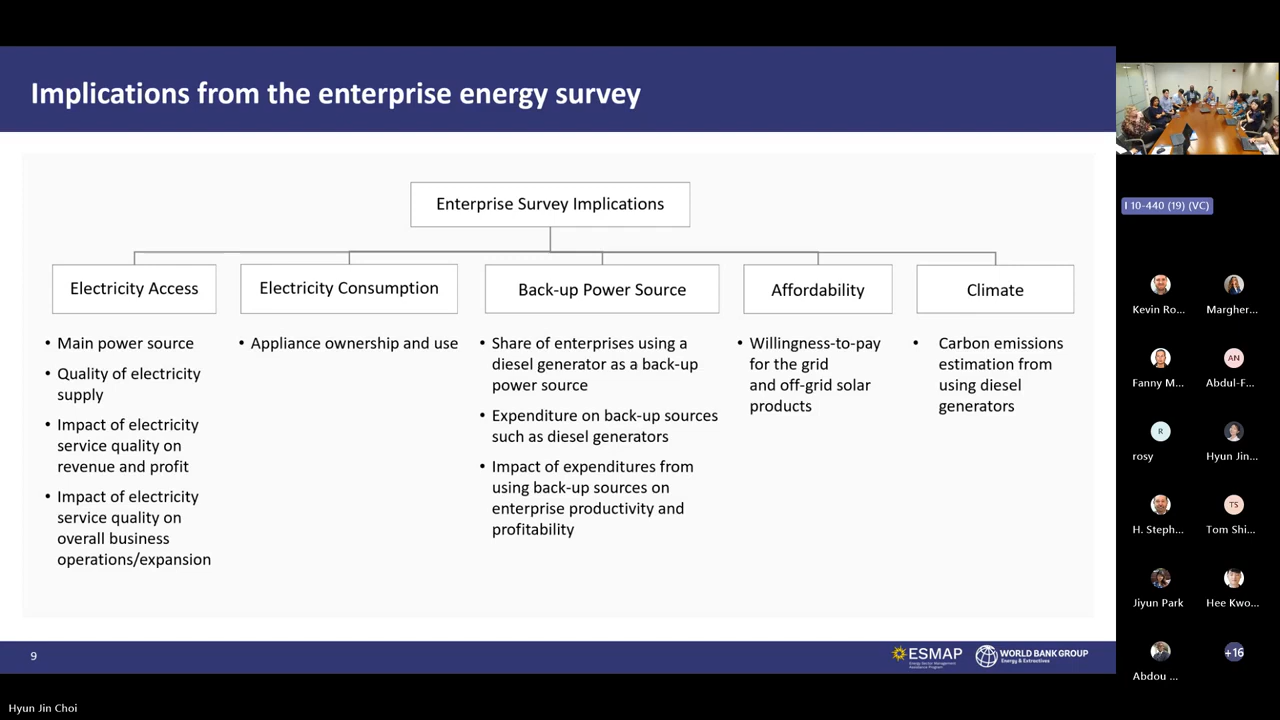 Implications from the enterprise energy survey
Enterprise Survey Implications
Electricity Access
• Main power source
• Quality of electricity
supply
• Impact of electricity
service quality on
revenue and profit
• Impact of electricity
service quality on
overall business
operations/expansion
Electricity Consumption
• Appliance ownership and use
Back-up Power Source
• Share of enterprises using a
diesel generator as a back-up
power source
• Expenditure on back-up sources
such as diesel generators
• Impact of expenditures from
using back-up sources on
enterprise productivity and
profitability
Affordability
• Willingness-to-pay
for the grid
and off-grid solar
products
Climate
• Carbon emissions
estimation from
using diesel
generators
9
ESMAP
Energy Sector Management
Assistance Program
WORLD BANK GROUP
Energy & Extractives
I 10-440 (19) (VC)
Kevin Ro...
Margher...
Fanny M...
AN
Abdul-F...
R
rosy
Hyun Jin...
H. Steph...
TS
Tom Shi...
Jiyun Park
Hee Kwo...
Abdou ...
+16
Hyun Jin Choi